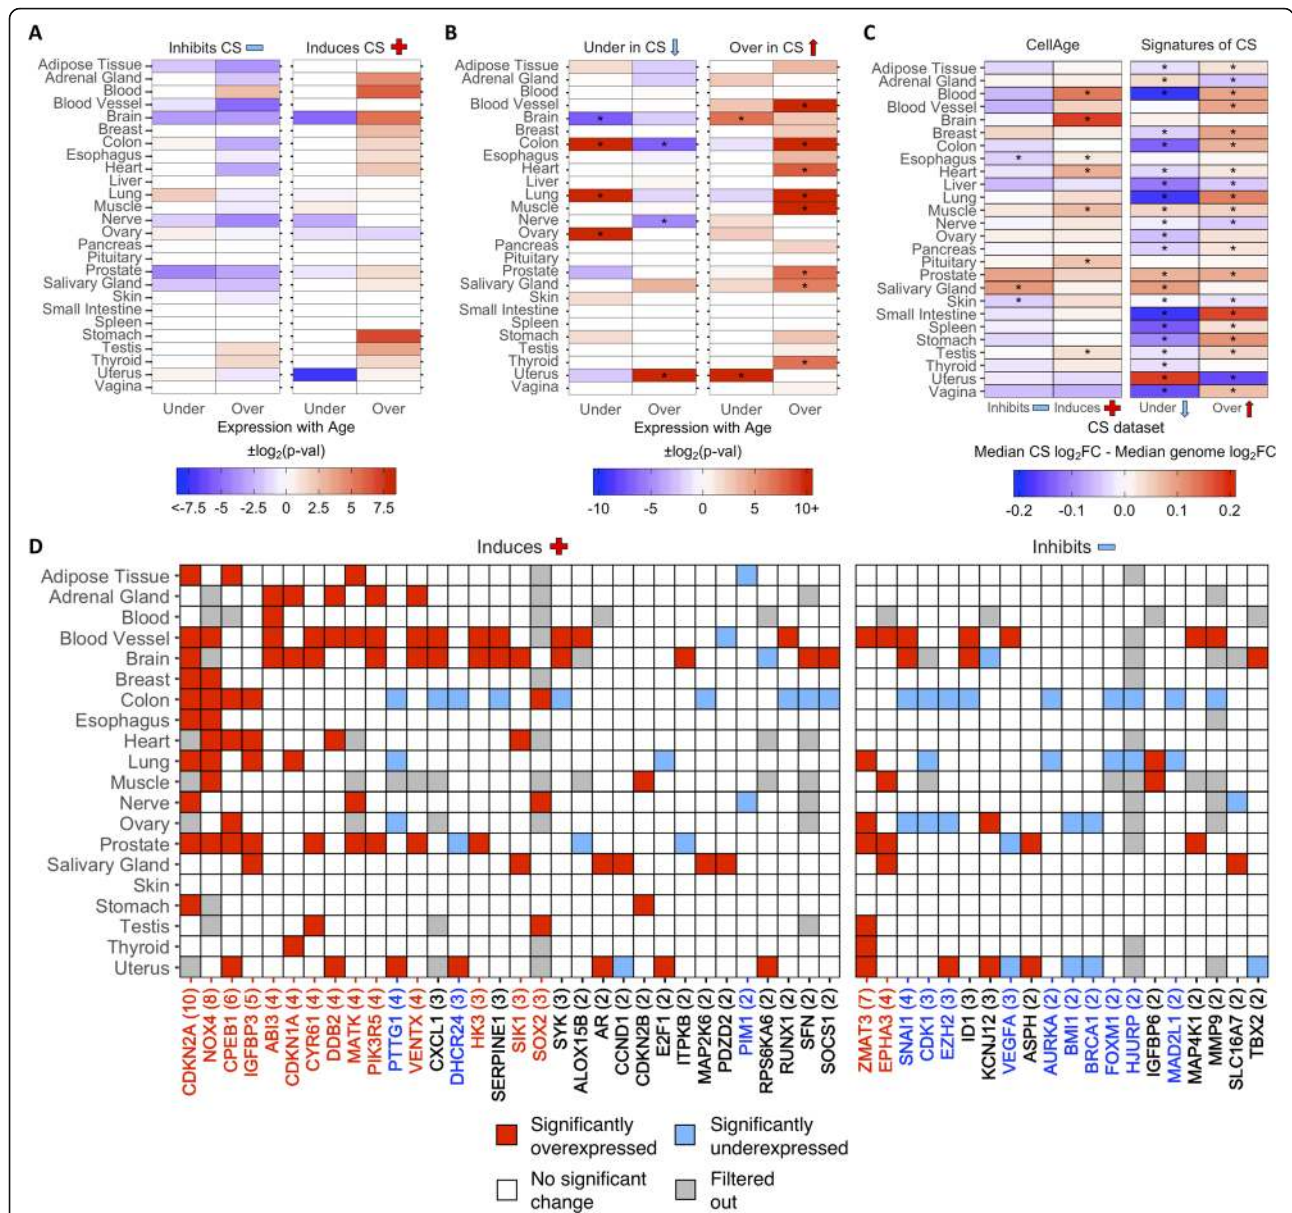 A
Inhibits CS
Induces CS
Adipose Tissue
Adrenal Gland
Blood
Blood Vessel
Brain
Breast
Colon
Esophagus
Heart
Liver
Lung
Muscle
Nerve
Ovary
Pancreas
Pituitary
Prostate
Salivary Gland
Skin
Small Intestine
Spleen
Stomach
Testis
Thyroid
Uterus
Vagina
Under Over Under Over
Expression with Age
±log2(p-val)
<-7.5 -5 -2.5 0 2.5 5 7.5
B
Under in CS
Over in CS
Adipose Tissue
Adrenal Gland
Blood
Blood Vessel
Brain
Breast
Colon
Esophagus
Heart
Liver
Lung
Muscle
Nerve
Ovary
Pancreas
Pituitary
Prostate
Salivary Gland
Skin
Small Intestine
Spleen
Stomach
Testis
Thyroid
Uterus
Vagina
Under Over Under Over
Expression with Age
±log2(p-val)
-10 -5 0 5 10+
C
CellAge
Signatures of CS
Adipose Tissue
Adrenal Gland
Blood
Blood Vessel
Brain
Breast
Colon
Esophagus
Heart
Liver
Lung
Muscle
Nerve
Ovary
Pancreas
Pituitary
Prostate
Salivary Gland
Skin
Small Intestine
Spleen
Stomach
Testis
Thyroid
Uterus
Vagina
Inhibits Induces Under Over
CS dataset
Median CS log2FC - Median genome log2FC
-0.2 -0.1 0.0 0.1 0.2
D
Induces
Inhibits
Adipose Tissue
Adrenal Gland
Blood
Blood Vessel
Brain
Breast
Colon
Esophagus
Heart
Lung
Muscle
Nerve
Ovary
Prostate
Salivary Gland
Skin
Stomach
Testis
Thyroid
Uterus
CDKN2A (10)
NOX4 (8)
CPEB1 (6)
IGFBP3 (5)
ABI3 (4)
CDKN1A (4)
CYR61 (4)
DDB2 (4)
MATK (4)
PIK3R5 (4)
PTTG1 (4)
VENTX (4)
CXCL1 (3)
DHCR24 (3)
HK3 (3)
SERPINE1 (3)
SIK1 (3)
SOX2 (3)
SYK (3)
ALOX15B (2)
AR (2)
CCND1 (2)
CDKN2B (2)
E2F1 (2)
ITPKB (2)
MAP2K6 (2)
PDZD2 (2)
PIM1 (2)
RPS6KA6 (2)
RUNX1 (2)
SFN (2)
SOCS1 (2)
ZMAT3 (7)
EPHA3 (4)
SNAI1 (4)
CDK1 (3)
EZH2 (3)
ID1 (3)
KCNJ12 (3)
VEGFA (3)
ASPH (2)
AURKA (2)
BMI1 (2)
BRCA1 (2)
FOXM1 (2)
HJURP (2)
IGFBP6 (2)
MAD2L1 (2)
MAP4K1 (2)
MMP9 (2)
SLC16A7 (2)
TBX2 (2)
Significantly
overexpressed
Significantly
underexpressed
No significant
change
Filtered
out